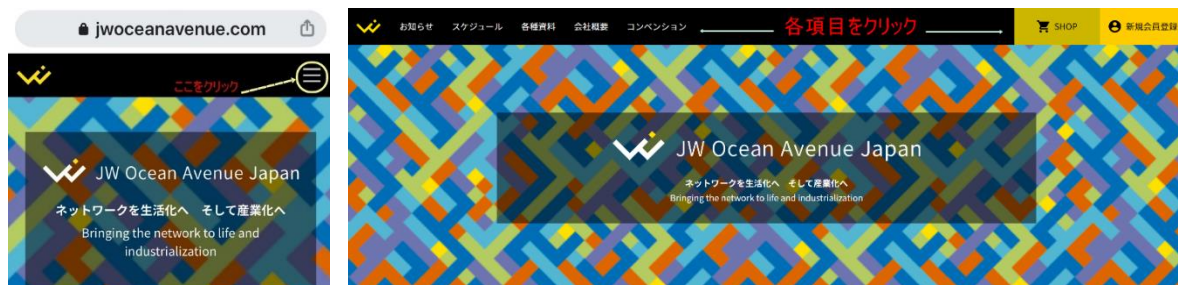 jwoceanavenue.com
ここをクリック
JW Ocean Avenue Japan
ネットワークを生活化へ そして産業化へ
Bringing the network to life and
industrialization
お知らせ スケジュール 各種資料 会社概要 コンベンション 各項目をクリック SHOP 新規会員登録
JW Ocean Avenue Japan
ネットワークを生活化へ そして産業化へ
Bringing the network to life and industrialization